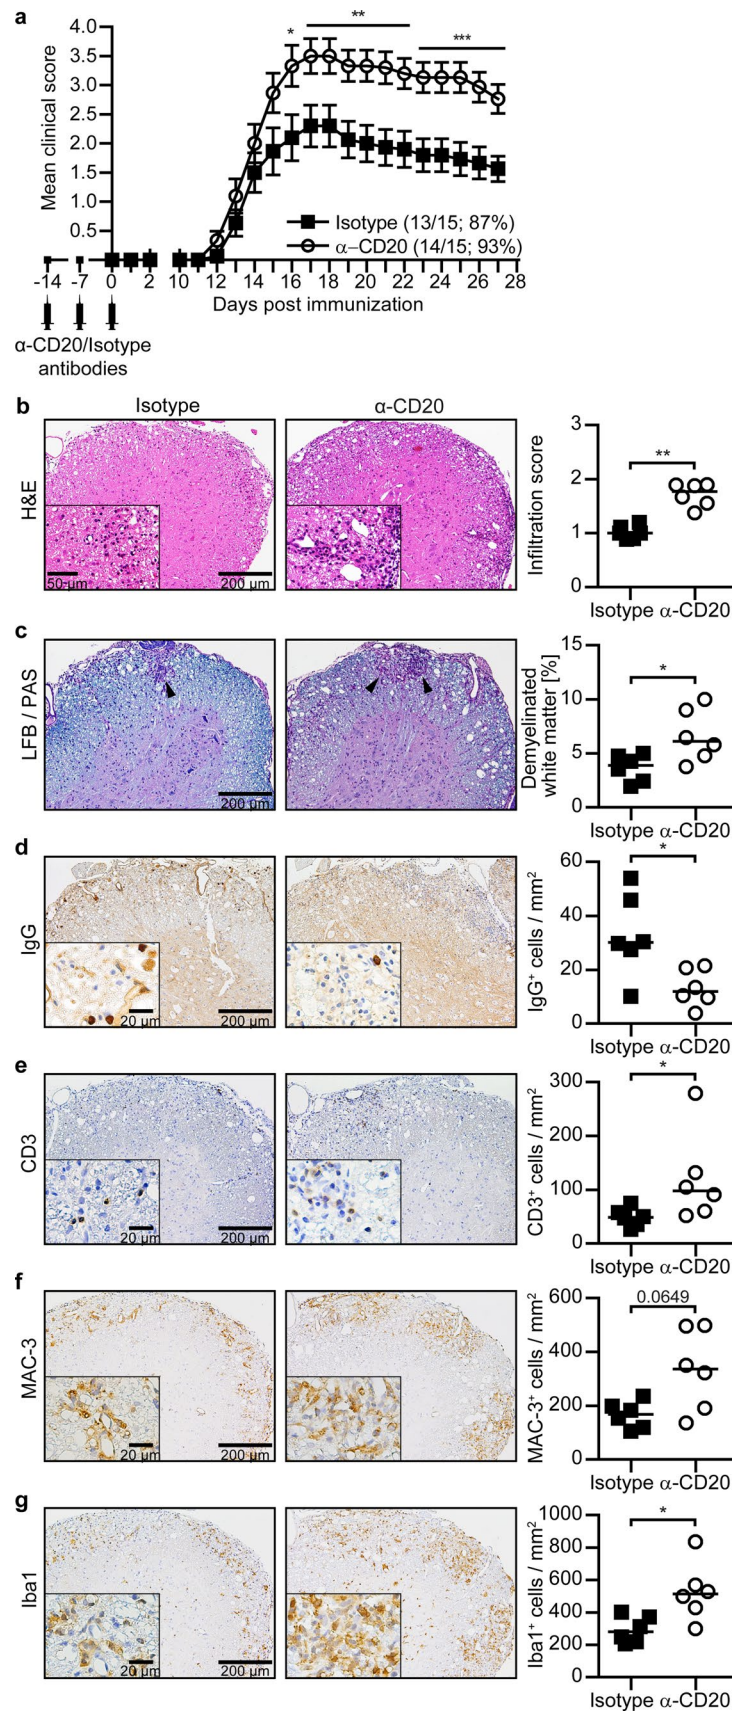 a
4.0
3.5
3.0
2.5
2.0
1.5
1.0
0.5
Mean clinical score
*
**
***
Isotype (13/15; 87%)
α−CD20 (14/15; 93%)
-14 -7 0 2 10 12 14 16 18 20 22 24 26 28
Days post immunization
α-CD20/Isotype
antibodies
b
Isotype α-CD20
H&E
50 µm
200 µm
Infiltration score
3
2
1
0
**
Isotype α-CD20
c
LFB / PAS
200 µm
Demyelinated
white matter [%]
15
10
5
0
*
Isotype α-CD20
d
IgG
20 µm 200 µm
20 µm 200 µm
IgG⁺ cells / mm²
60
40
20
0
*
Isotype α-CD20
e
CD3
20 µm 200 µm
20 µm
CD3⁺ cells / mm²
300
200
100
0
*
Isotype α-CD20
f
MAC-3
20 µm 200 µm
MAC-3⁺ cells / mm²
600
400
200
0
0.0649
Isotype α-CD20
g
Iba1
20 µm 200 µm
Iba1⁺ cells / mm²
1000
800
600
400
200
0
*
Isotype α-CD20